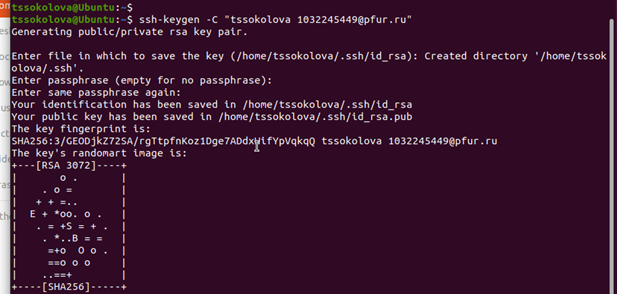 tssokolova@Ubuntu:~$
tssokolova@Ubuntu:~$ ssh-keygen -C "tssokolova 1032245449@pfur.ru"
Generating public/private rsa key pair.
Enter file in which to save the key (/home/tssokolova/.ssh/id_rsa): Created directory '/home/tssok
olova/.ssh'.
Enter passphrase (empty for no passphrase):
Enter same passphrase again:
Your identification has been saved in /home/tssokolova/.ssh/id_rsa
Your public key has been saved in /home/tssokolova/.ssh/id_rsa.pub
The key fingerprint is:
SHA256:3/GEODjkZ72SA/rgTtpfnKoz1Dge7ADdxHifYpVqkqQ tssokolova 1032245449@pfur.ru
The key's randomart image is:
+---[RSA 3072]----+
|       o .       |
|    . o =        |
|   + + =..       |
|  E + *oo. o .   |
|   . = +S = + .  |
|    . *..B = =   |
|     =+o  O o .  |
|     ==o o o     |
|    ..==+        |
+----[SHA256]-----+